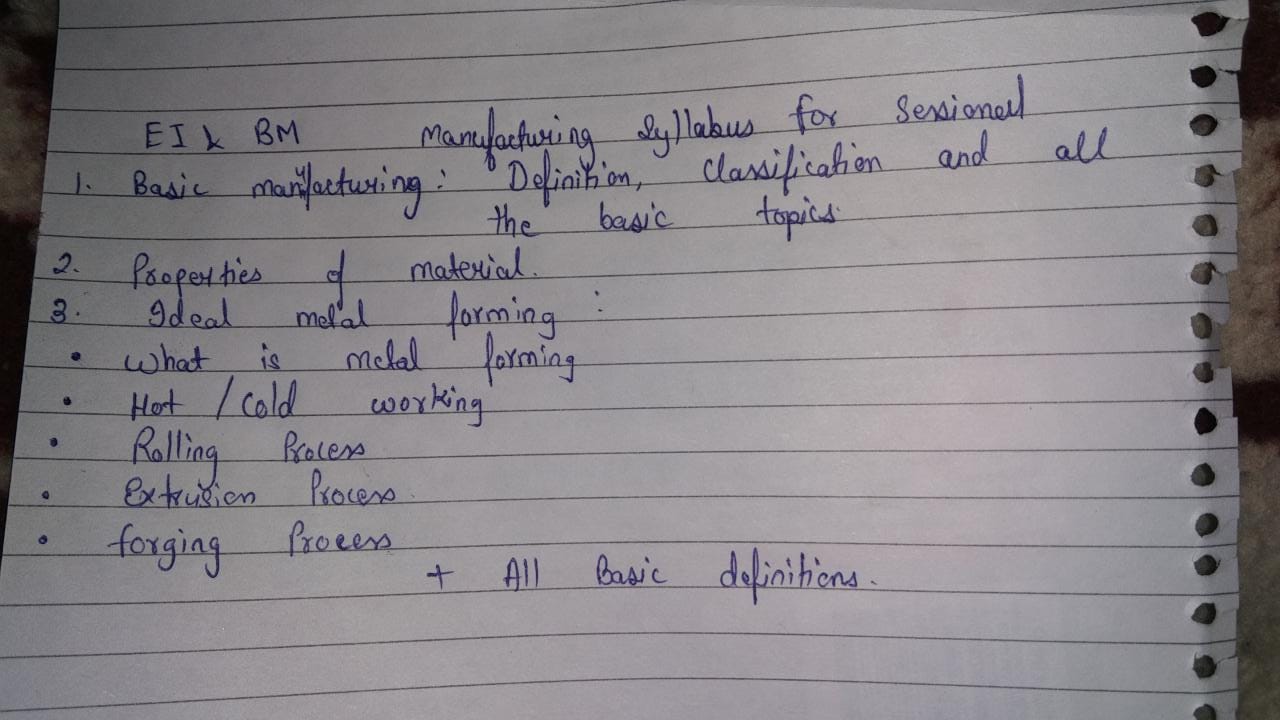 EI & BM Manufacturing Syllabus for Sessional
1. Basic manufacturing: Definition, Classification and all
the basic topics.
2. Properties of material.
3. Ideal metal forming :
• What is metal forming
• Hot / Cold working
• Rolling Process
• Extrusion Process
• forging Process
+ All Basic definitions.